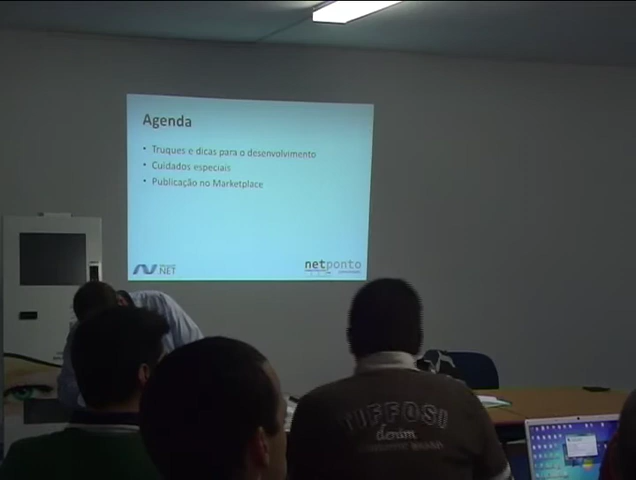 Agenda
• Truques e dicas para o desenvolvimento
• Cuidados especiais
• Publicação no Marketplace
.NET
netponto
TIFFOSI
denim